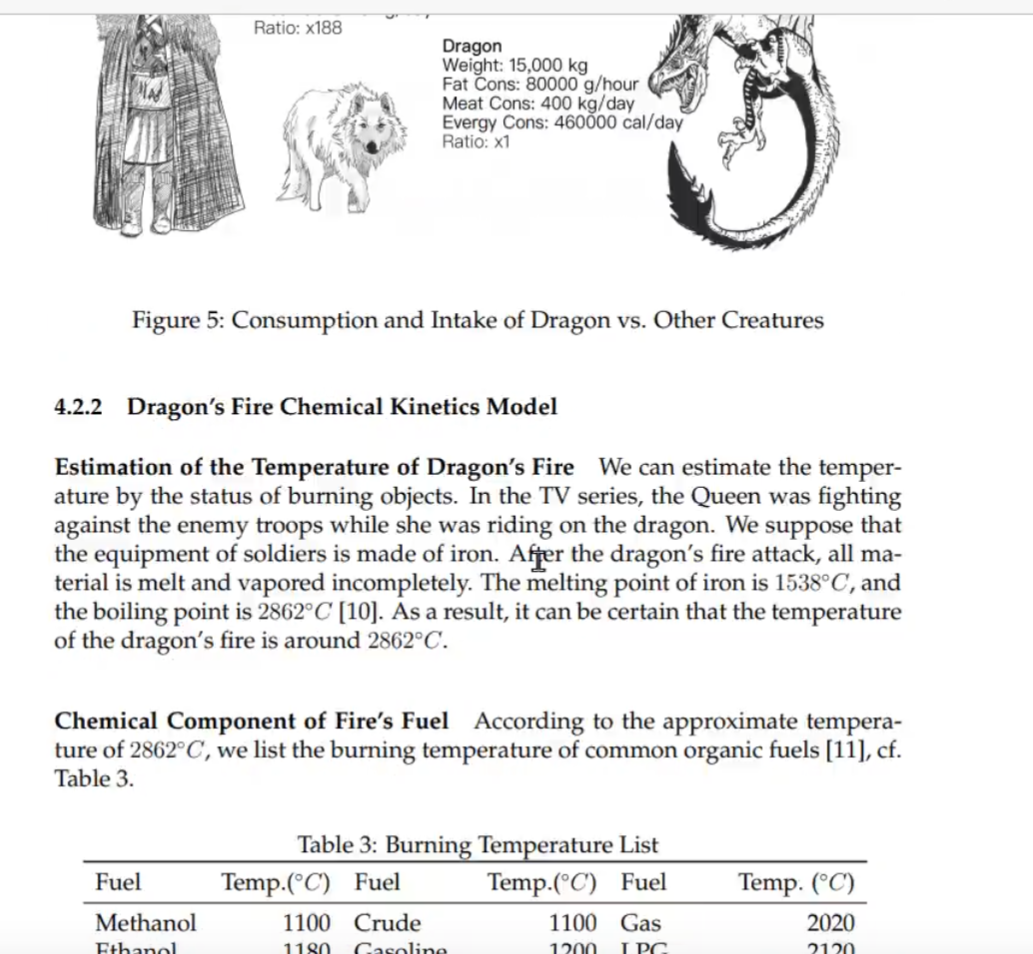 Ratio: x188
Dragon
Weight: 15,000 kg
Fat Cons: 80000 g/hour
Meat Cons: 400 kg/day
Evergy Cons: 460000 cal/day
Ratio: x1
Figure 5: Consumption and Intake of Dragon vs. Other Creatures
4.2.2 Dragon's Fire Chemical Kinetics Model
Estimation of the Temperature of Dragon's Fire We can estimate the temper-
ature by the status of burning objects. In the TV series, the Queen was fighting
against the enemy troops while she was riding on the dragon. We suppose that
the equipment of soldiers is made of iron. After the dragon's fire attack, all ma-
terial is melt and vapored incompletely. The melting point of iron is 1538°C, and
the boiling point is 2862°C [10]. As a result, it can be certain that the temperature
of the dragon's fire is around 2862°C.
Chemical Component of Fire's Fuel According to the approximate tempera-
ture of 2862°C, we list the burning temperature of common organic fuels [11], cf.
Table 3.
Table 3: Burning Temperature List
Fuel Temp.(°C) Fuel Temp.(°C) Fuel Temp. (°C)
Methanol 1100 Crude 1100 Gas 2020
Ethanol 1180 Gasoline 1200 LPG 2120